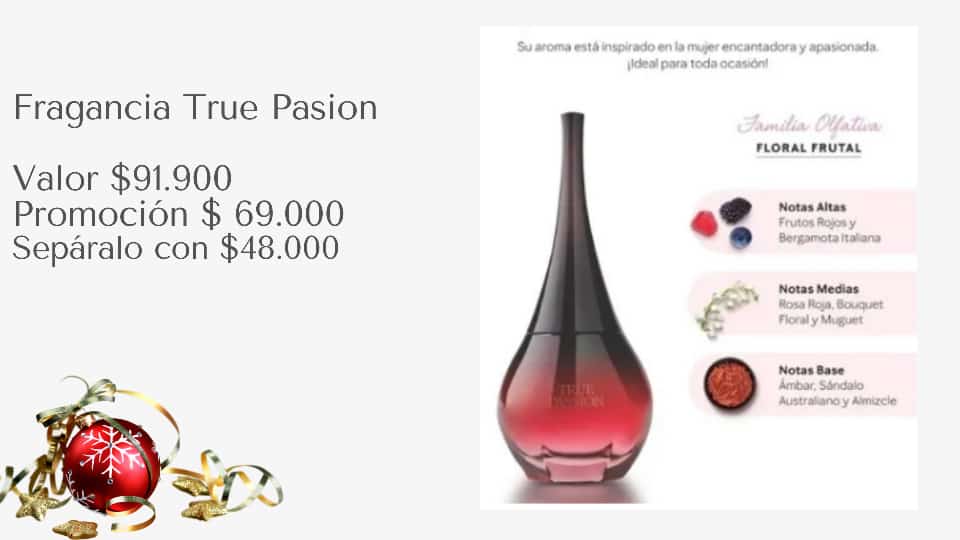 Fragancia True Pasion
Valor $91.900
Promoción $ 69.000
Sepáralo con $48.000
Su aroma está inspirado en la mujer encantadora y apasionada.
¡Ideal para toda ocasión!
Familia Olfativa
FLORAL FRUTAL
Notas Altas
Frutos Rojos y
Bergamota Italiana
Notas Medias
Rosa Roja, Bouquet
Floral y Muguet
Notas Base
Ámbar, Sándalo
Australiano y Almizcle
TRUE
PASSION